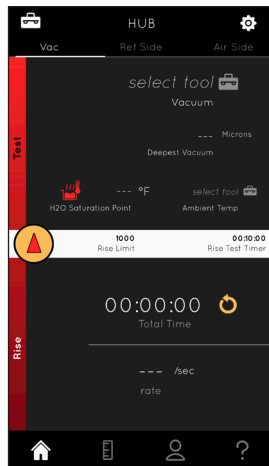 HUB
Vac Ref Side Air Side
select tool
Vacuum
--- Microns
Deepest Vacuum
Test
--- °F select tool
H2O Saturation Point Ambient Temp
1000 00:10:00
Rise Limit Rise Test Timer
00:00:00
Total Time
Rise
--- /sec
rate
?